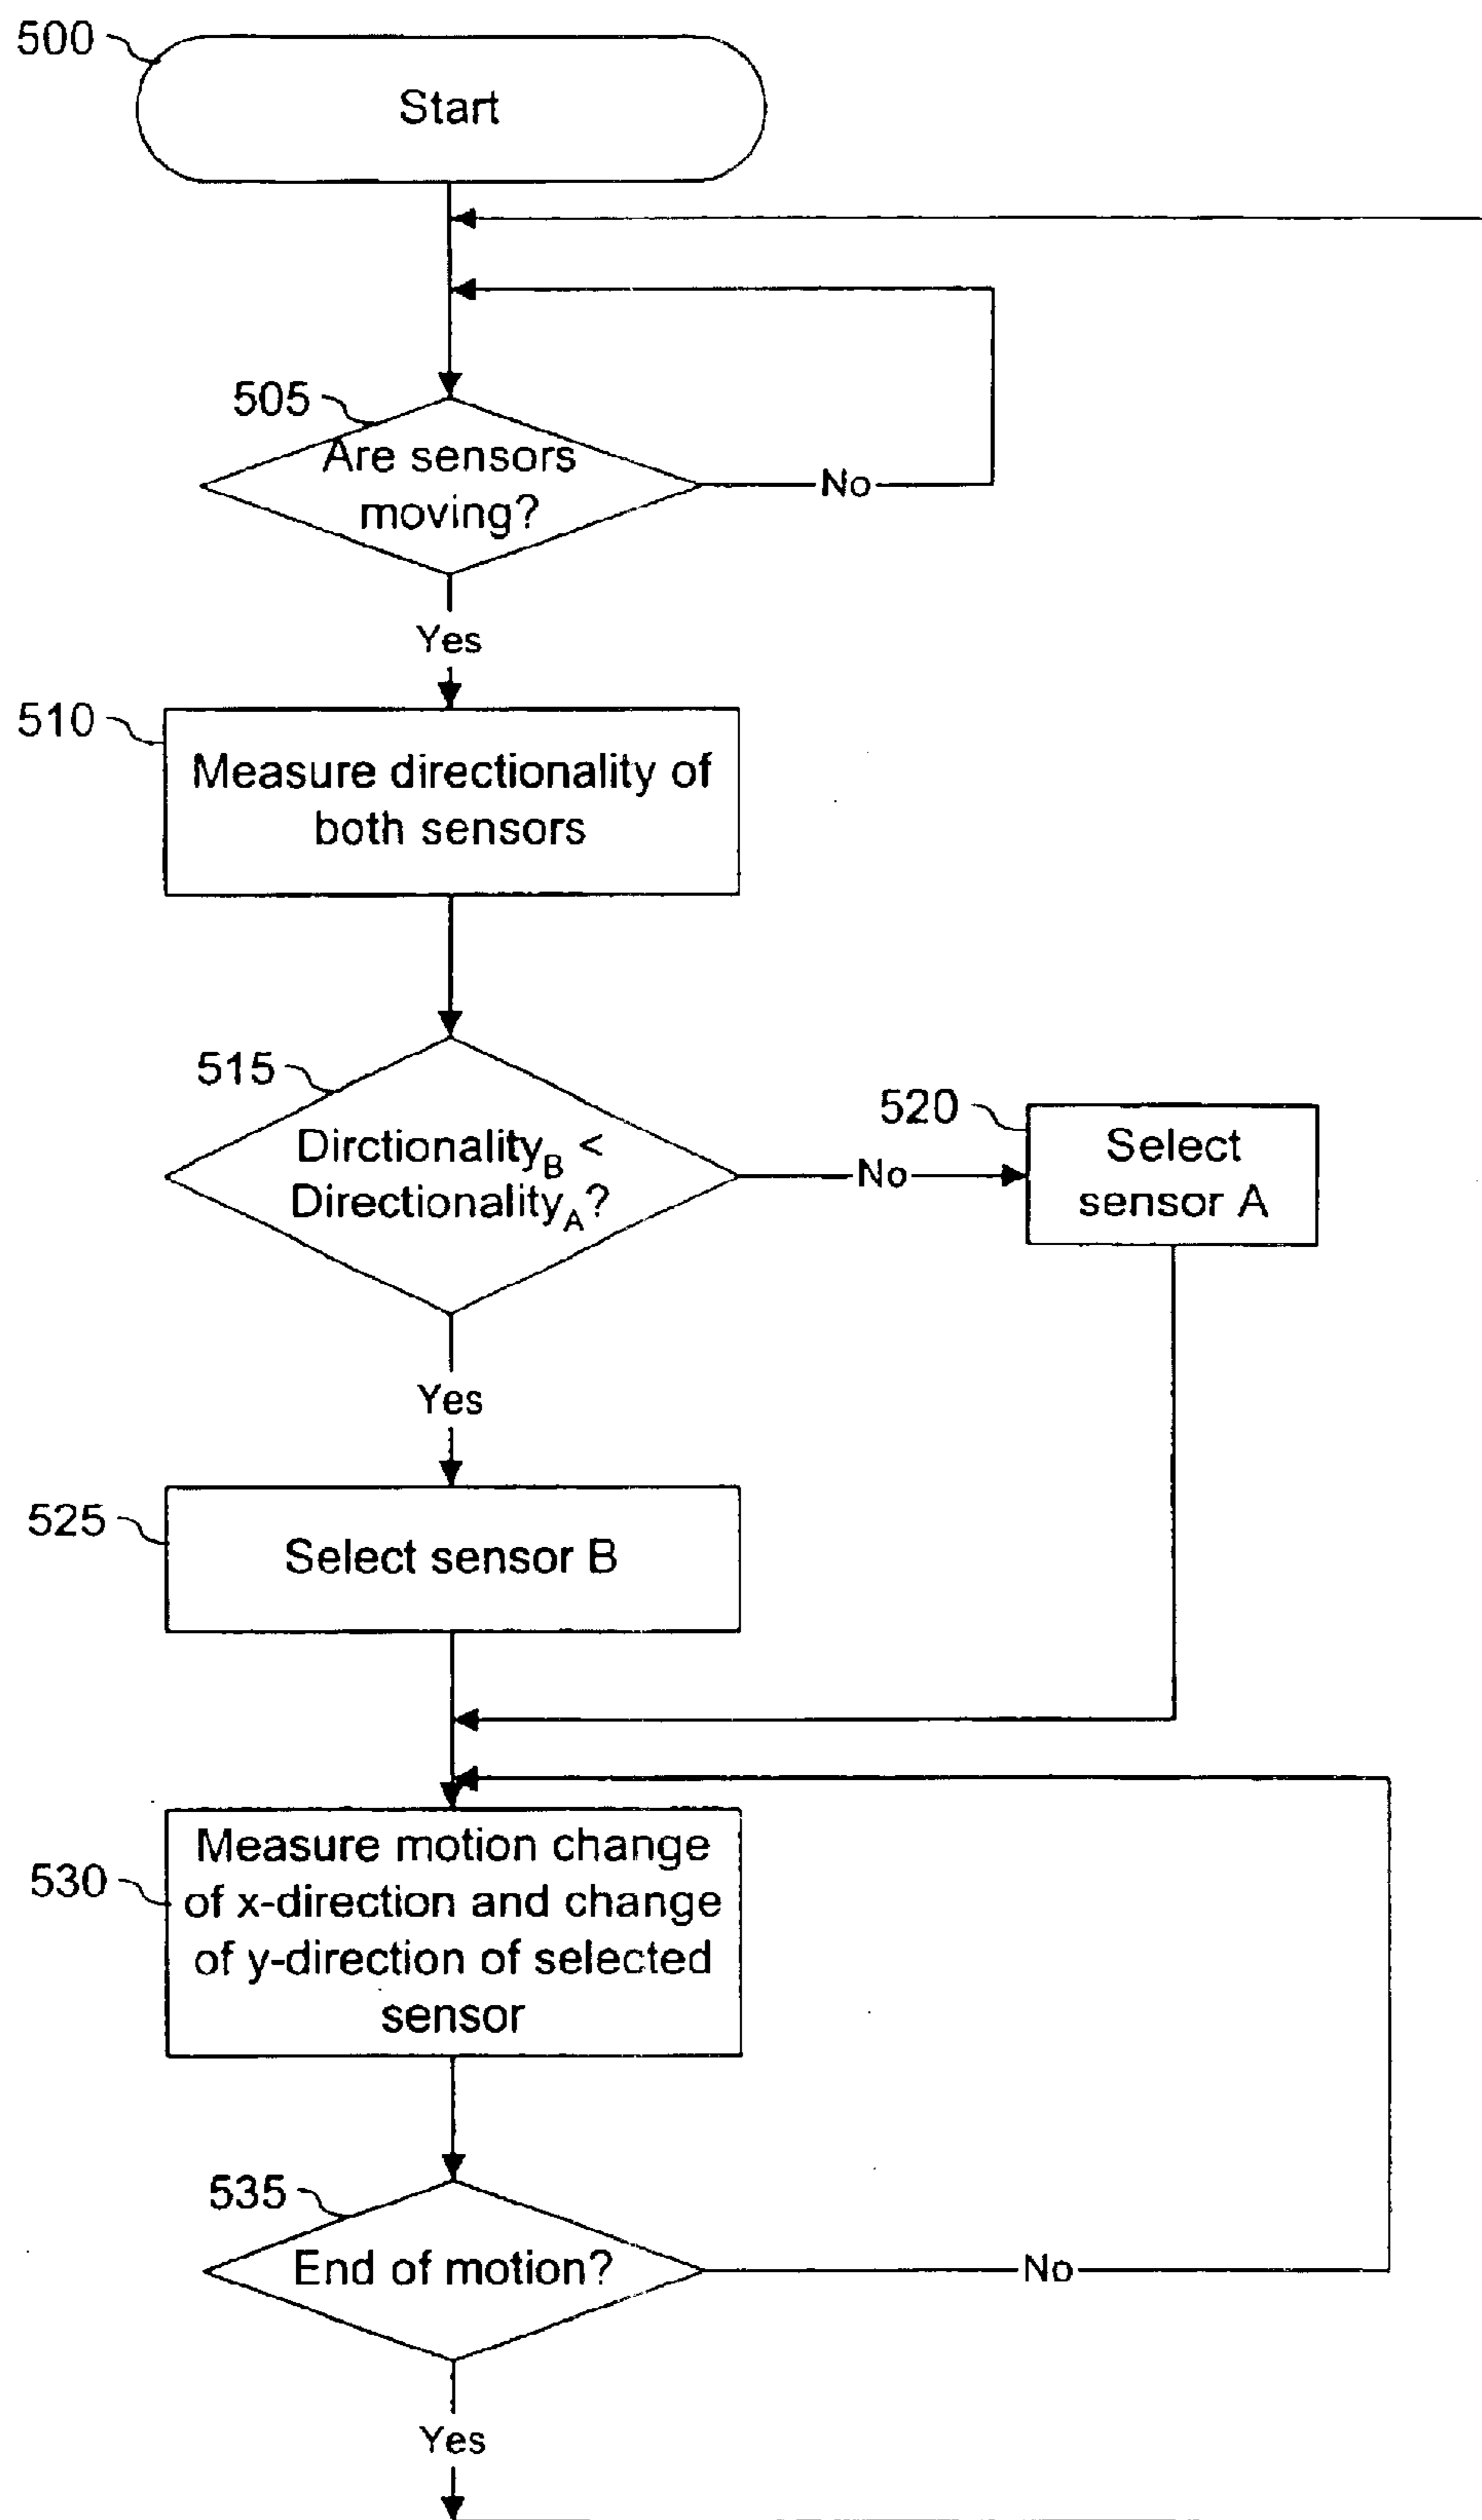 500
Start
505
Are sensors
moving?
No
Yes
510
Measure directionality of
both sensors
515
Dirctionality_B <
Directionality_A?
No
520
Select
sensor A
Yes
525
Select sensor B
530
Measure motion change
of x-direction and change
of y-direction of selected
sensor
535
End of motion?
No
Yes